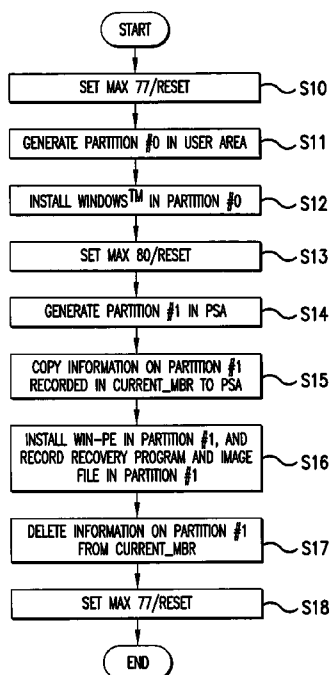 START
SET MAX 77/RESET
S10
GENERATE PARTITION #0 IN USER AREA
S11
INSTALL WINDOWS™ IN PARTITION #0
S12
SET MAX 80/RESET
S13
GENERATE PARTITION #1 IN PSA
S14
COPY INFORMATION ON PARTITION #1
RECORDED IN CURRENT_MBR TO PSA
S15
INSTALL WIN-PE IN PARTITION #1, AND
RECORD RECOVERY PROGRAM AND IMAGE
FILE IN PARTITION #1
S16
DELETE INFORMATION ON PARTITION #1
FROM CURRENT_MBR
S17
SET MAX 77/RESET
S18
END